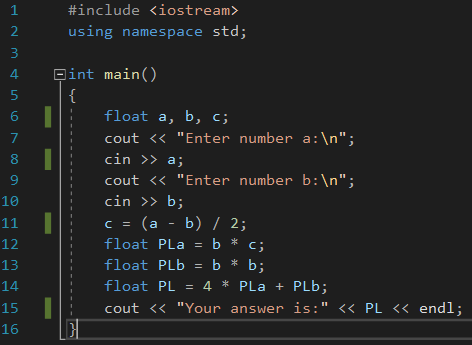 1 #include <iostream>
2 using namespace std;
3
4 int main()
5 {
6 float a, b, c;
7 cout << "Enter number a:\n";
8 cin >> a;
9 cout << "Enter number b:\n";
10 cin >> b;
11 c = (a - b) / 2;
12 float PLa = b * c;
13 float PLb = b * b;
14 float PL = 4 * PLa + PLb;
15 cout << "Your answer is:" << PL << endl;
16 }